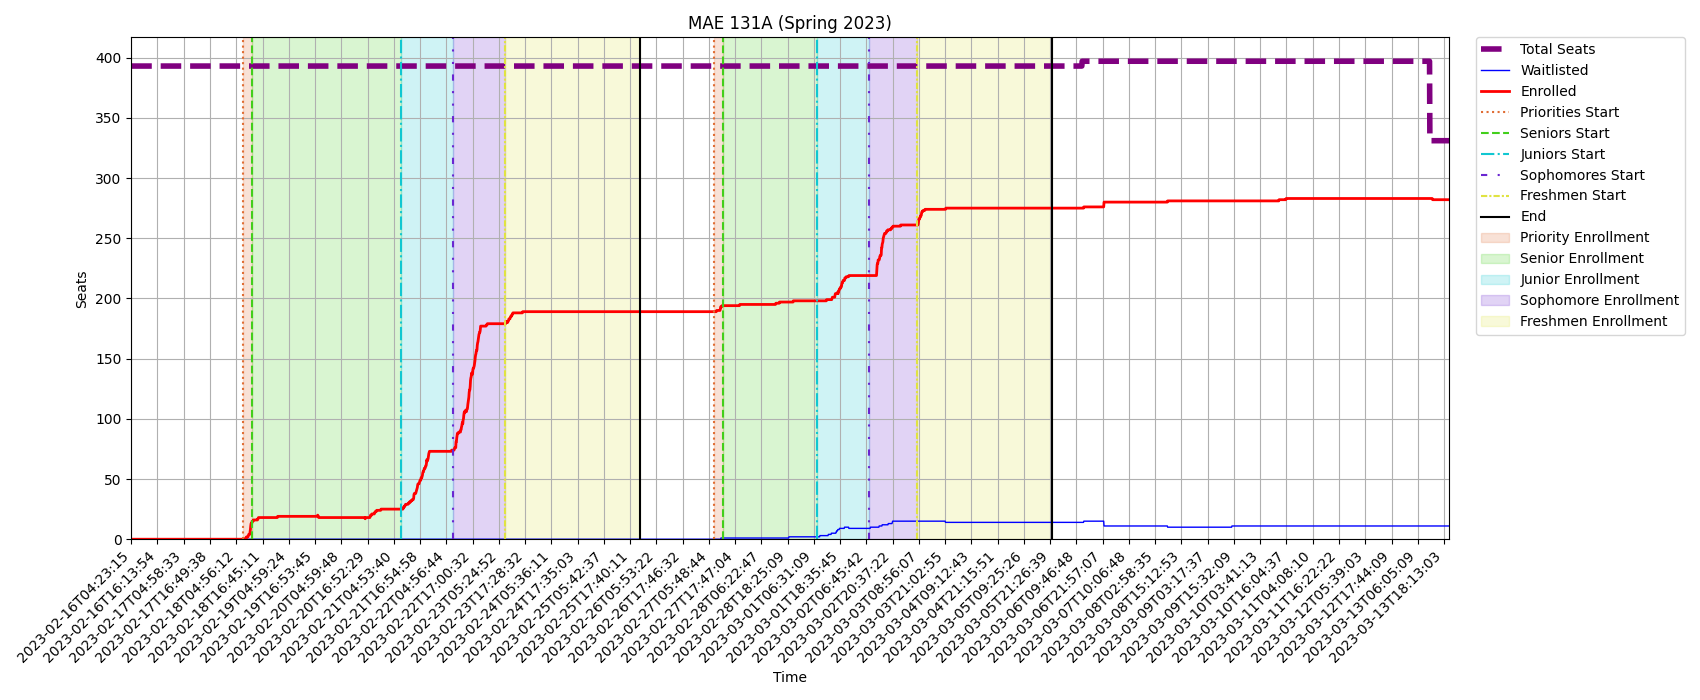 MAE 131A (Spring 2023)
Seats
400
350
300
250
200
150
100
50
0
2023-02-16T04:23:15
2023-02-16T16:13:54
2023-02-17T04:58:33
2023-02-17T16:49:38
2023-02-18T04:56:12
2023-02-18T16:45:11
2023-02-19T04:59:24
2023-02-19T16:53:45
2023-02-20T04:59:48
2023-02-20T16:52:29
2023-02-21T04:53:40
2023-02-21T16:54:58
2023-02-22T04:56:44
2023-02-22T17:00:32
2023-02-23T05:24:52
2023-02-23T17:28:32
2023-02-24T05:36:11
2023-02-24T17:35:03
2023-02-25T05:42:37
2023-02-25T17:40:11
2023-02-26T05:53:22
2023-02-26T17:46:32
2023-02-27T05:48:44
2023-02-27T17:47:04
2023-02-28T06:22:47
2023-02-28T18:25:09
2023-03-01T06:31:09
2023-03-01T18:35:45
2023-03-02T06:45:42
2023-03-02T20:37:22
2023-03-03T08:56:07
2023-03-03T21:02:55
2023-03-04T09:12:43
2023-03-04T21:15:51
2023-03-05T09:25:26
2023-03-05T21:26:39
2023-03-06T09:46:48
2023-03-06T21:57:07
2023-03-07T11:06:48
2023-03-08T02:58:35
2023-03-08T15:12:53
2023-03-09T03:17:37
2023-03-09T15:32:09
2023-03-10T03:41:13
2023-03-10T16:04:37
2023-03-11T04:08:10
2023-03-11T16:22:22
2023-03-12T05:39:03
2023-03-12T17:44:09
2023-03-13T06:05:09
2023-03-13T18:13:03
Time
Total Seats
Waitlisted
Enrolled
Priorities Start
Seniors Start
Juniors Start
Sophomores Start
Freshmen Start
End
Priority Enrollment
Senior Enrollment
Junior Enrollment
Sophomore Enrollment
Freshmen Enrollment